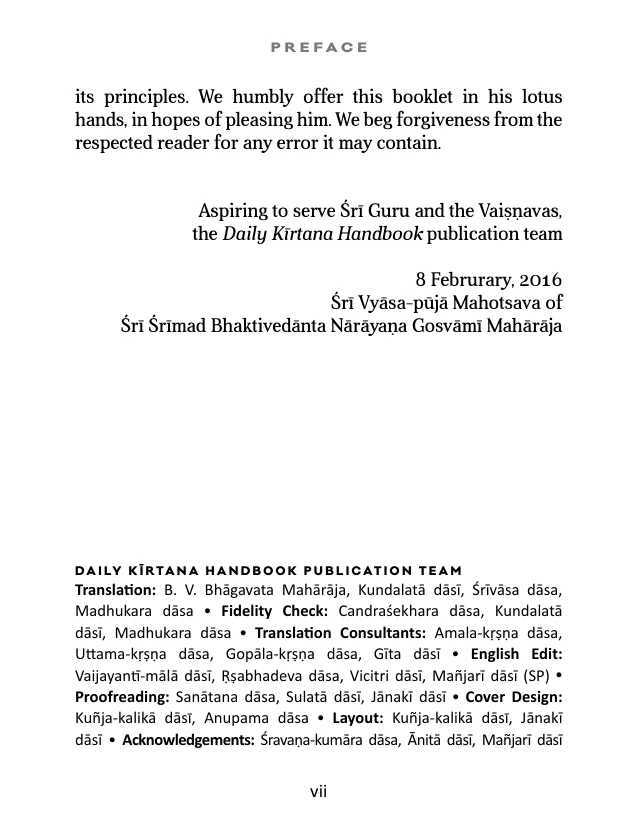 PREFACE
its principles. We humbly offer this booklet in his lotus
hands, in hopes of pleasing him. We beg forgiveness from the
respected reader for any error it may contain.
Aspiring to serve Śrī Guru and the Vaiṣṇavas,
the Daily Kīrtana Handbook publication team
8 Februrary, 2016
Śrī Vyāsa-pūjā Mahotsava of
Śrī Śrīmad Bhaktivedānta Nārāyaṇa Gosvāmī Mahārāja
DAILY KĪRTANA HANDBOOK PUBLICATION TEAM
Translation: B. V. Bhāgavata Mahārāja, Kundalatā dāsī, Śrīvāsa dāsa,
Madhukara dāsa • Fidelity Check: Candraśekhara dāsa, Kundalatā
dāsī, Madhukara dāsa • Translation Consultants: Amala-kṛṣṇa dāsa,
Uttama-kṛṣṇa dāsa, Gopāla-kṛṣṇa dāsa, Gīta dāsī • English Edit:
Vaijayantī-mālā dāsī, Ṛṣabhadeva dāsa, Vicitri dāsī, Mañjarī dāsī (SP) •
Proofreading: Sanātana dāsa, Sulatā dāsī, Jānakī dāsī • Cover Design:
Kuñja-kalikā dāsī, Anupama dāsa • Layout: Kuñja-kalikā dāsī, Jānakī
dāsī • Acknowledgements: Śravaṇa-kumāra dāsa, Ānitā dāsī, Mañjarī dāsī
vii